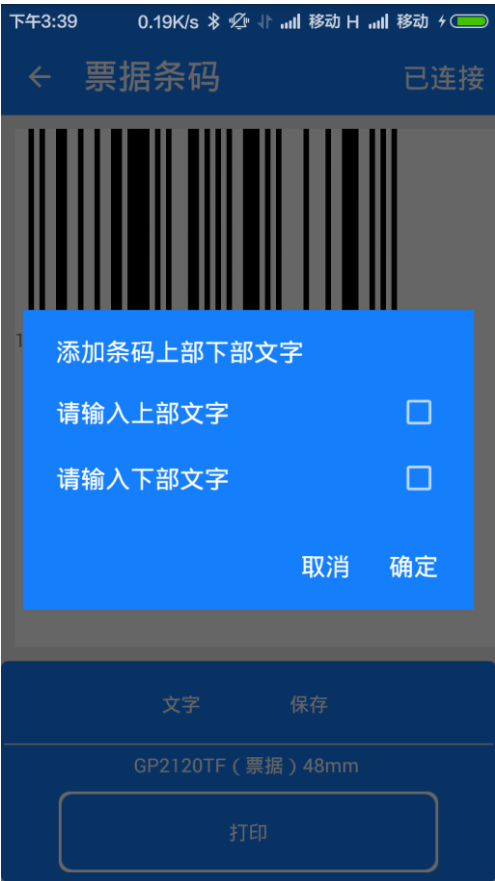 下午3:39 0.19K/s 移动 H 移动
票据条码 已连接
1
添加条码上部下部文字
请输入上部文字
请输入下部文字
取消 确定
文字 保存
GP2120TF（票据）48mm
打印